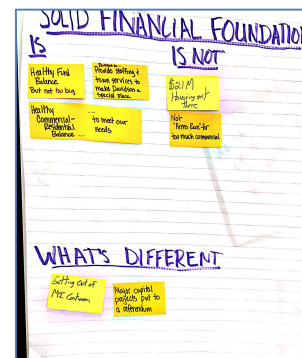 SOLID FINANCIAL FOUNDATION
IS
IS NOT
Healthy Fund
Balance
But not too big
Provide staffing &
town services to
make Davidson a
special place
$21M
Housing out
there
Healthy
Commercial-
Residential
Balance ...
...
to meet our
needs
Not
"Arms Race" for
too much commercial
WHAT'S DIFFERENT
Getting out of
MI
Major capital
projects put to
a referendum